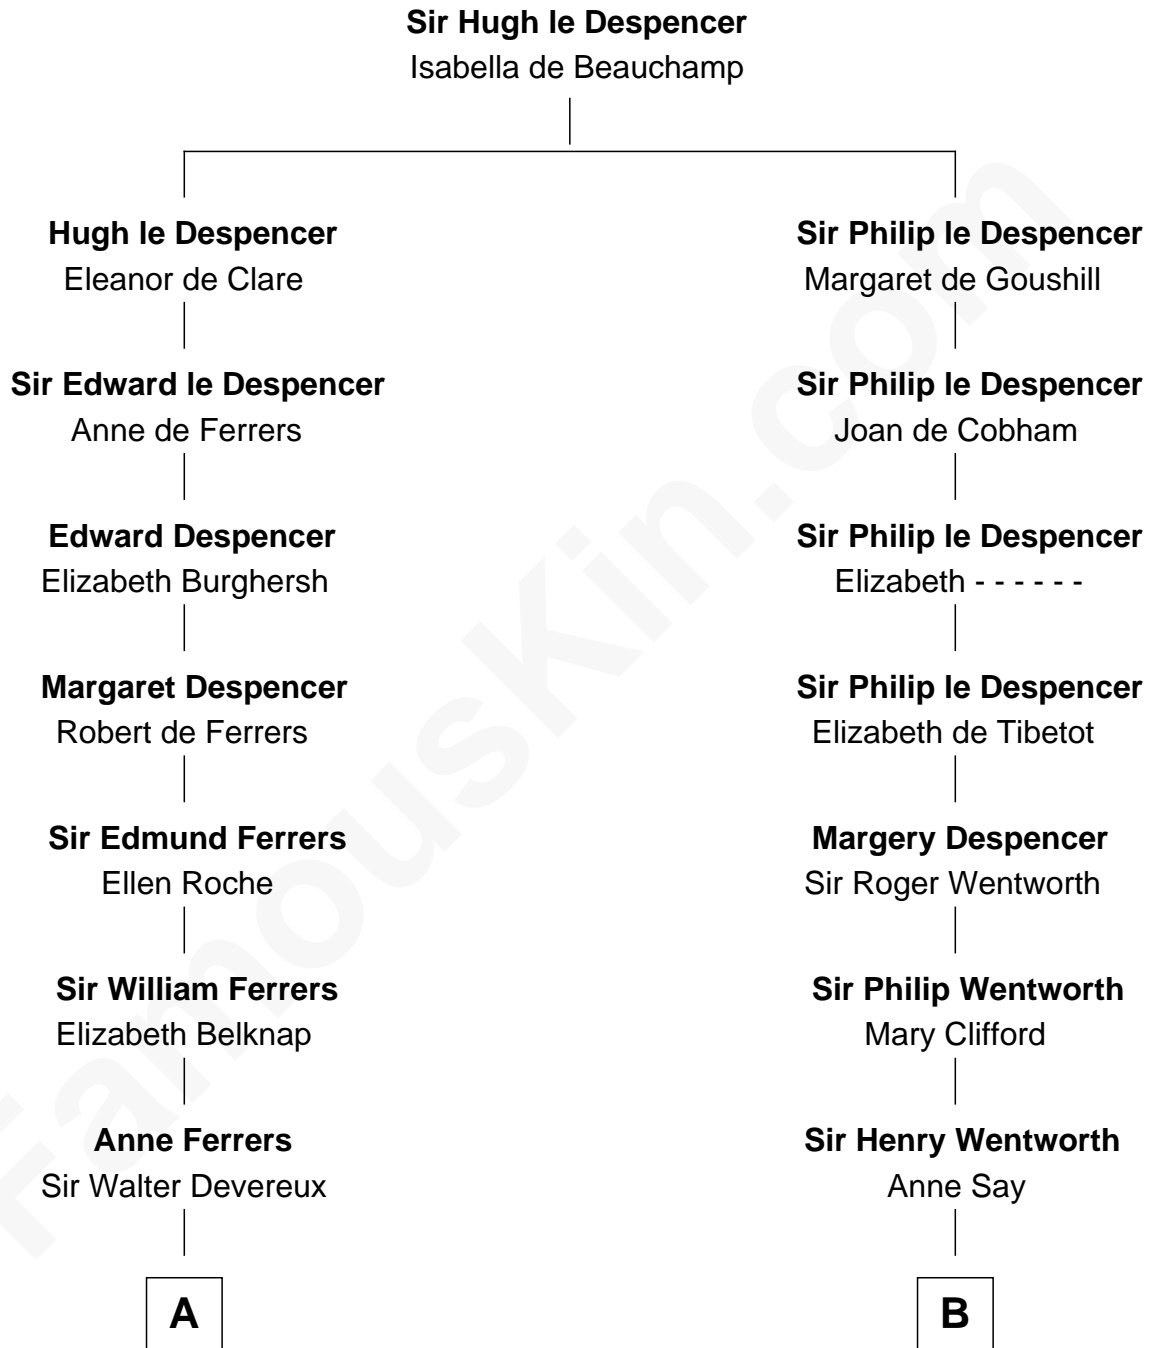 Sir Hugh le Despencer
Isabella de Beauchamp
Hugh le Despencer
Eleanor de Clare
Sir Philip le Despencer
Margaret de Goushill
Sir Edward le Despencer
Anne de Ferrers
Sir Philip le Despencer
Joan de Cobham
Edward Despencer
Elizabeth Burghersh
Sir Philip le Despencer
Elizabeth - - - - - -
Margaret Despencer
Robert de Ferrers
Sir Philip le Despencer
Elizabeth de Tibetot
Sir Edmund Ferrers
Ellen Roche
Margery Despencer
Sir Roger Wentworth
Sir William Ferrers
Elizabeth Belknap
Sir Philip Wentworth
Mary Clifford
Anne Ferrers
Sir Walter Devereux
Sir Henry Wentworth
Anne Say
A
B
FamousKin.com